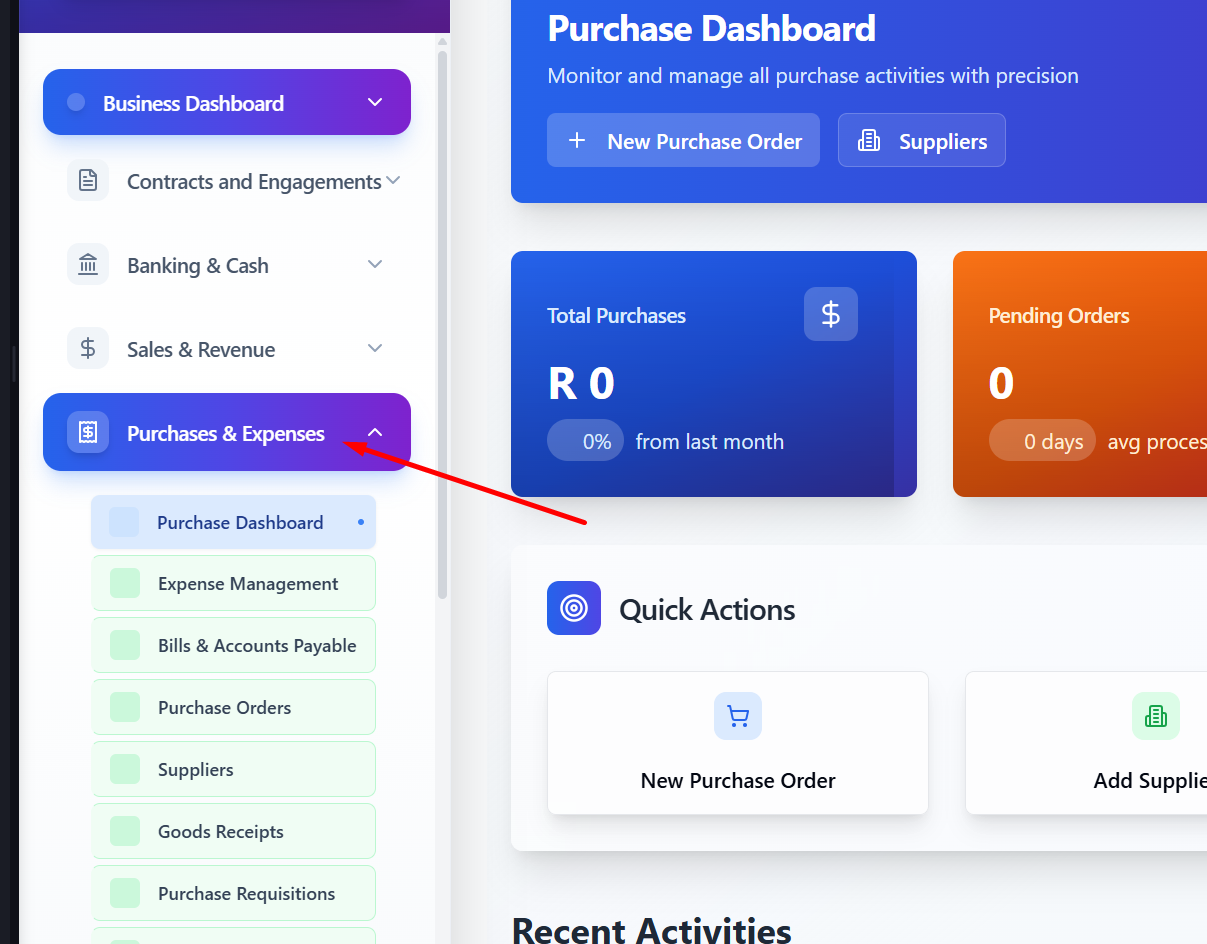 Business Dashboard
Contracts and Engagements
Banking & Cash
Sales & Revenue
Purchases & Expenses
Purchase Dashboard
Expense Management
Bills & Accounts Payable
Purchase Orders
Suppliers
Goods Receipts
Purchase Requisitions
Purchase Dashboard
Monitor and manage all purchase activities with precision
New Purchase Order
Suppliers
Total Purchases
R 0
0% from last month
Pending Orders
0
0 days avg proces
Quick Actions
New Purchase Order
Add Supplie
Recent Activities